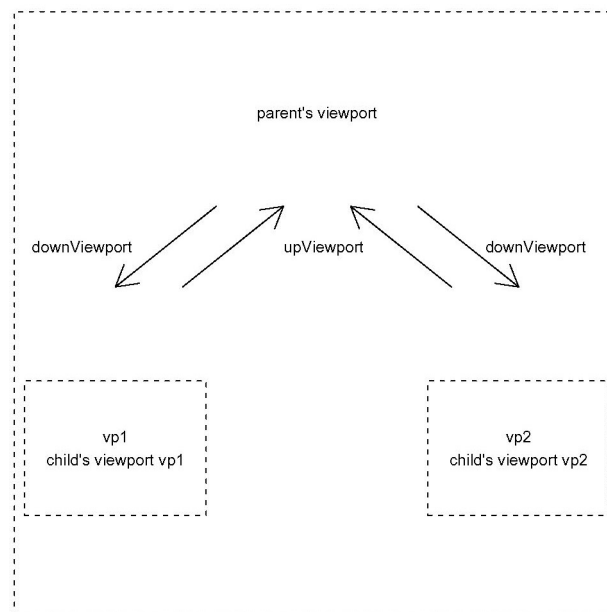 parent's viewport
downViewport
upViewport
downViewport
vp1
child's viewport vp1
vp2
child's viewport vp2